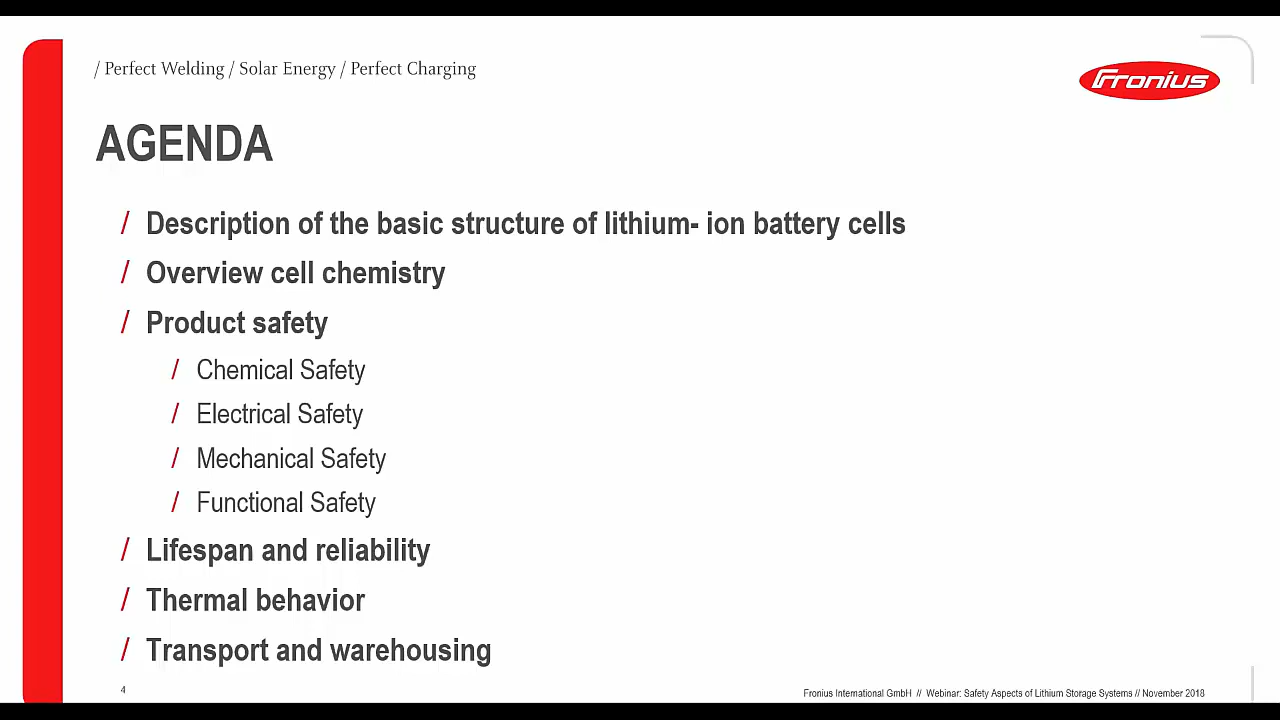 / Perfect Welding / Solar Energy / Perfect Charging
Fronius
AGENDA
/ Description of the basic structure of lithium- ion battery cells
/ Overview cell chemistry
/ Product safety
/ Chemical Safety
/ Electrical Safety
/ Mechanical Safety
/ Functional Safety
/ Lifespan and reliability
/ Thermal behavior
/ Transport and warehousing
4
Fronius International GmbH // Webinar: Safety Aspects of Lithium Storage Systems // November 2018